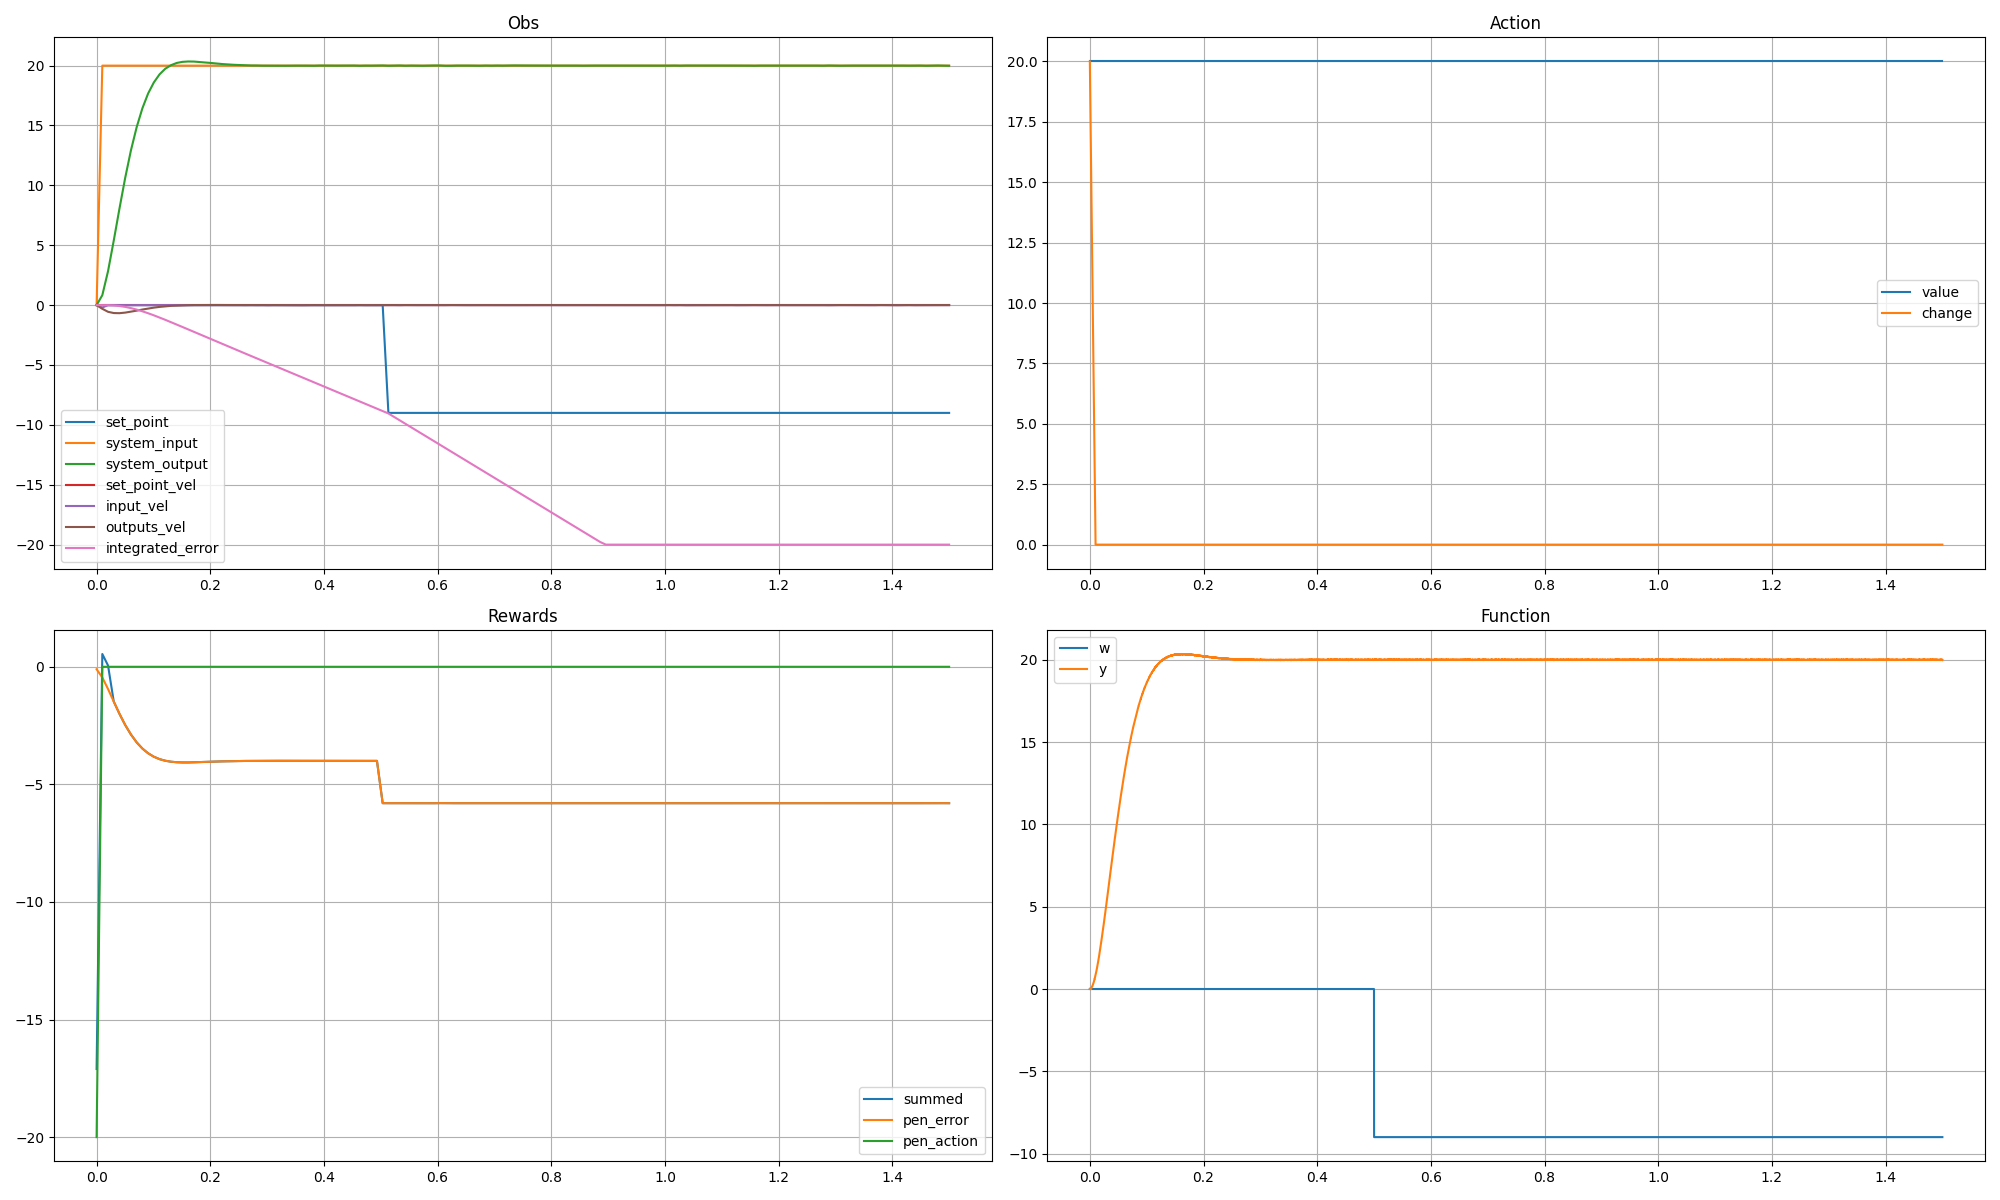 Obs
20
15
10
5
0
−5
−10
−15
−20
set_point
system_input
system_output
set_point_vel
input_vel
outputs_vel
integrated_error
0.0 0.2 0.4 0.6 0.8 1.0 1.2 1.4
Action
20.0
17.5
15.0
12.5
10.0
7.5
5.0
2.5
0.0
value
change
0.0 0.2 0.4 0.6 0.8 1.0 1.2 1.4
Rewards
0
−5
−10
−15
−20
summed
pen_error
pen_action
0.0 0.2 0.4 0.6 0.8 1.0 1.2 1.4
Function
w
y
20
15
10
5
0
−5
−10
0.0 0.2 0.4 0.6 0.8 1.0 1.2 1.4